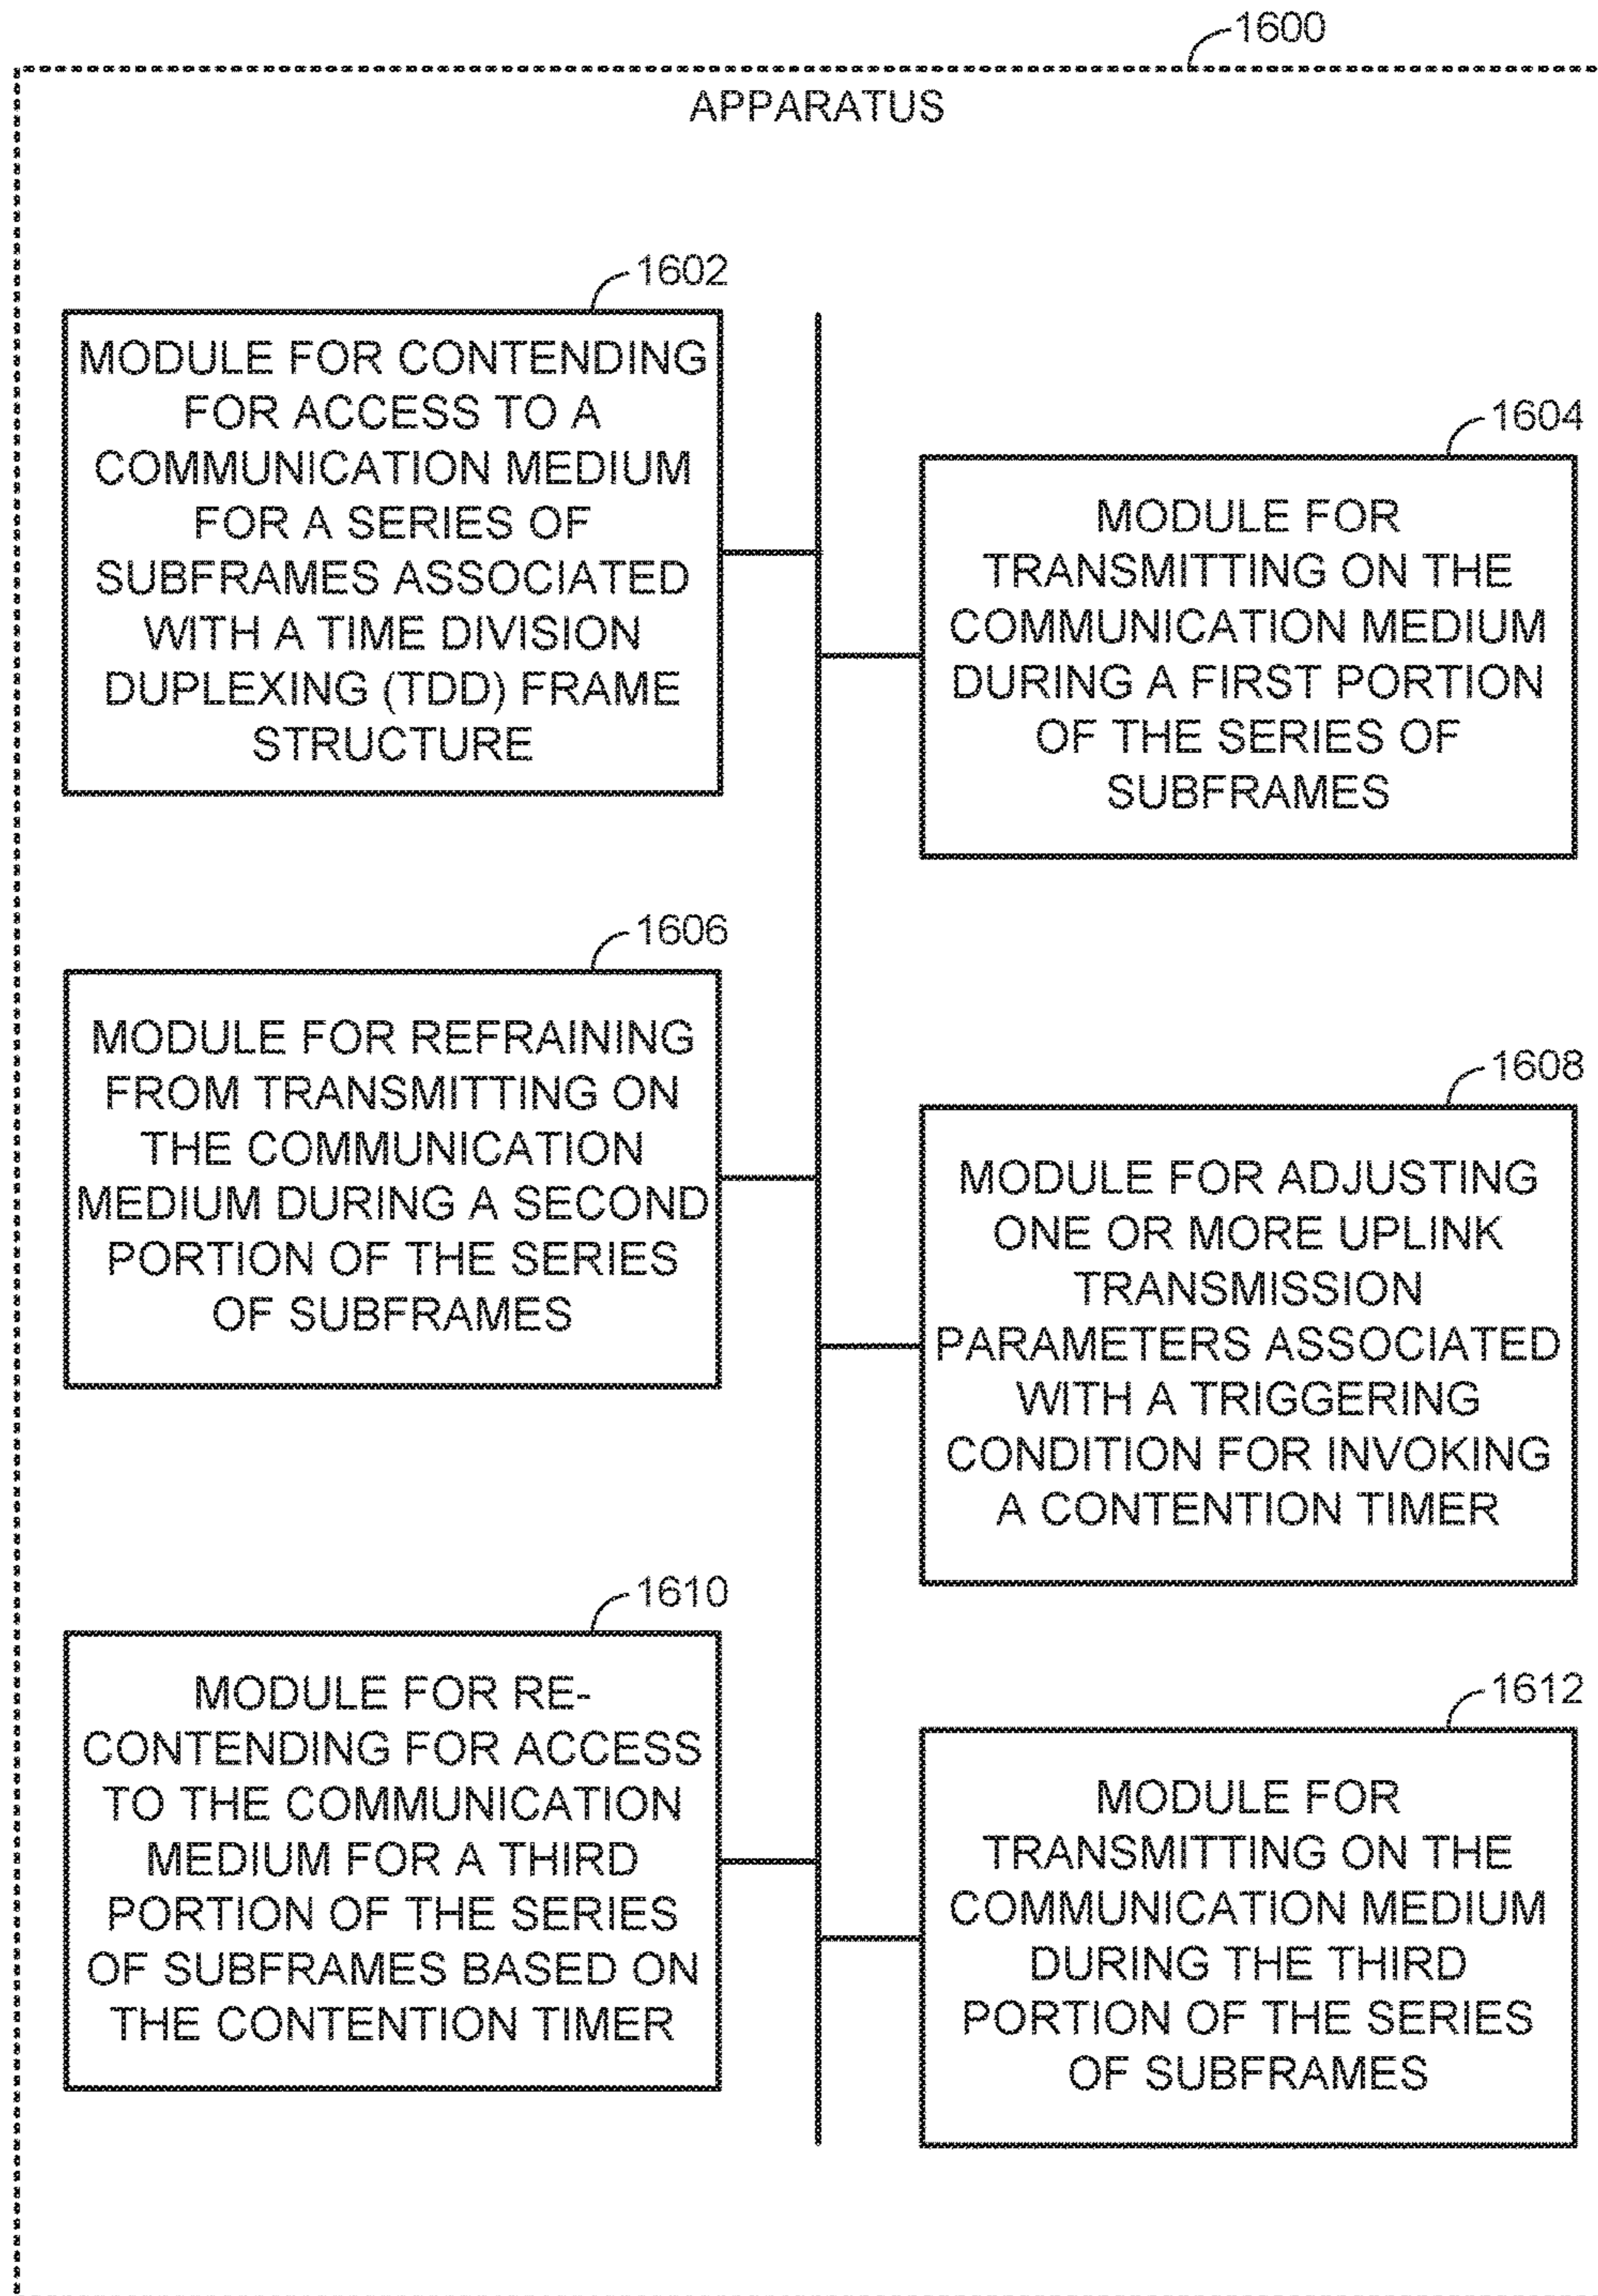 1600
APPARATUS
1602
MODULE FOR CONTENDING
FOR ACCESS TO A
COMMUNICATION MEDIUM
FOR A SERIES OF
SUBFRAMES ASSOCIATED
WITH A TIME DIVISION
DUPLEXING (TDD) FRAME
STRUCTURE
1604
MODULE FOR
TRANSMITTING ON THE
COMMUNICATION MEDIUM
DURING A FIRST PORTION
OF THE SERIES OF
SUBFRAMES
1606
MODULE FOR REFRAINING
FROM TRANSMITTING ON
THE COMMUNICATION
MEDIUM DURING A SECOND
PORTION OF THE SERIES
OF SUBFRAMES
1608
MODULE FOR ADJUSTING
ONE OR MORE UPLINK
TRANSMISSION
PARAMETERS ASSOCIATED
WITH A TRIGGERING
CONDITION FOR INVOKING
A CONTENTION TIMER
1610
MODULE FOR RE-
CONTENDING FOR ACCESS
TO THE COMMUNICATION
MEDIUM FOR A THIRD
PORTION OF THE SERIES
OF SUBFRAMES BASED ON
THE CONTENTION TIMER
1612
MODULE FOR
TRANSMITTING ON THE
COMMUNICATION MEDIUM
DURING THE THIRD
PORTION OF THE SERIES
OF SUBFRAMES